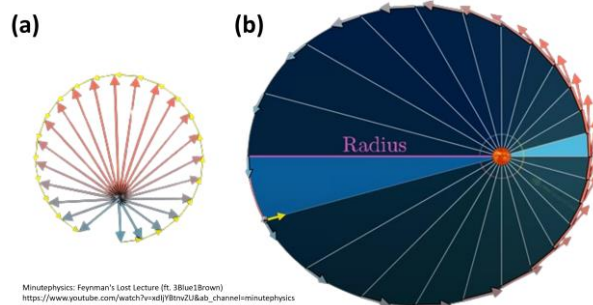 (a)
(b)
Radius
Minutephysics: Feynman's Lost Lecture (ft. 3Blue1Brown)
https://www.youtube.com/watch?v=xdIjYBtnvZU&ab_channel=minutephysics